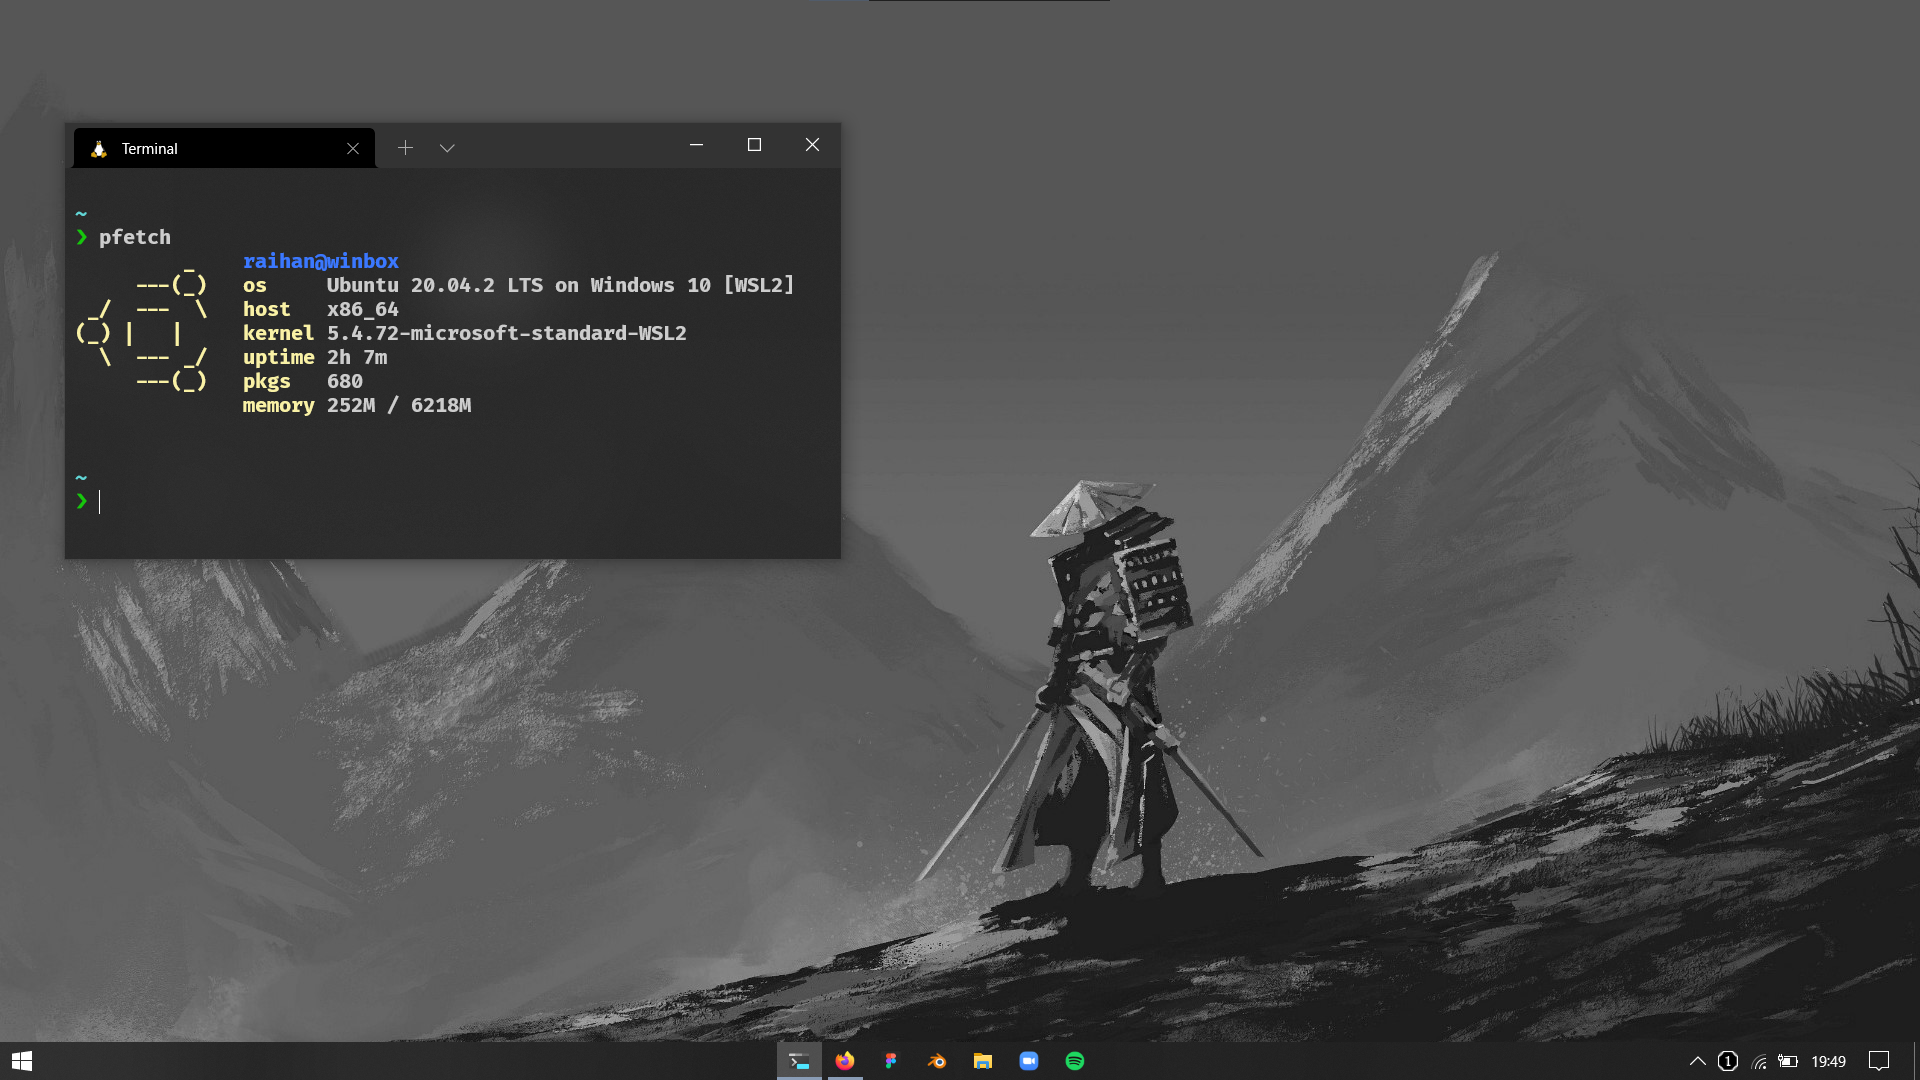 Terminal
~
❯ pfetch
raihan@winbox
os Ubuntu 20.04.2 LTS on Windows 10 [WSL2]
host x86_64
kernel 5.4.72-microsoft-standard-WSL2
uptime 2h 7m
pkgs 680
memory 252M / 6218M
~
❯
1
19:49